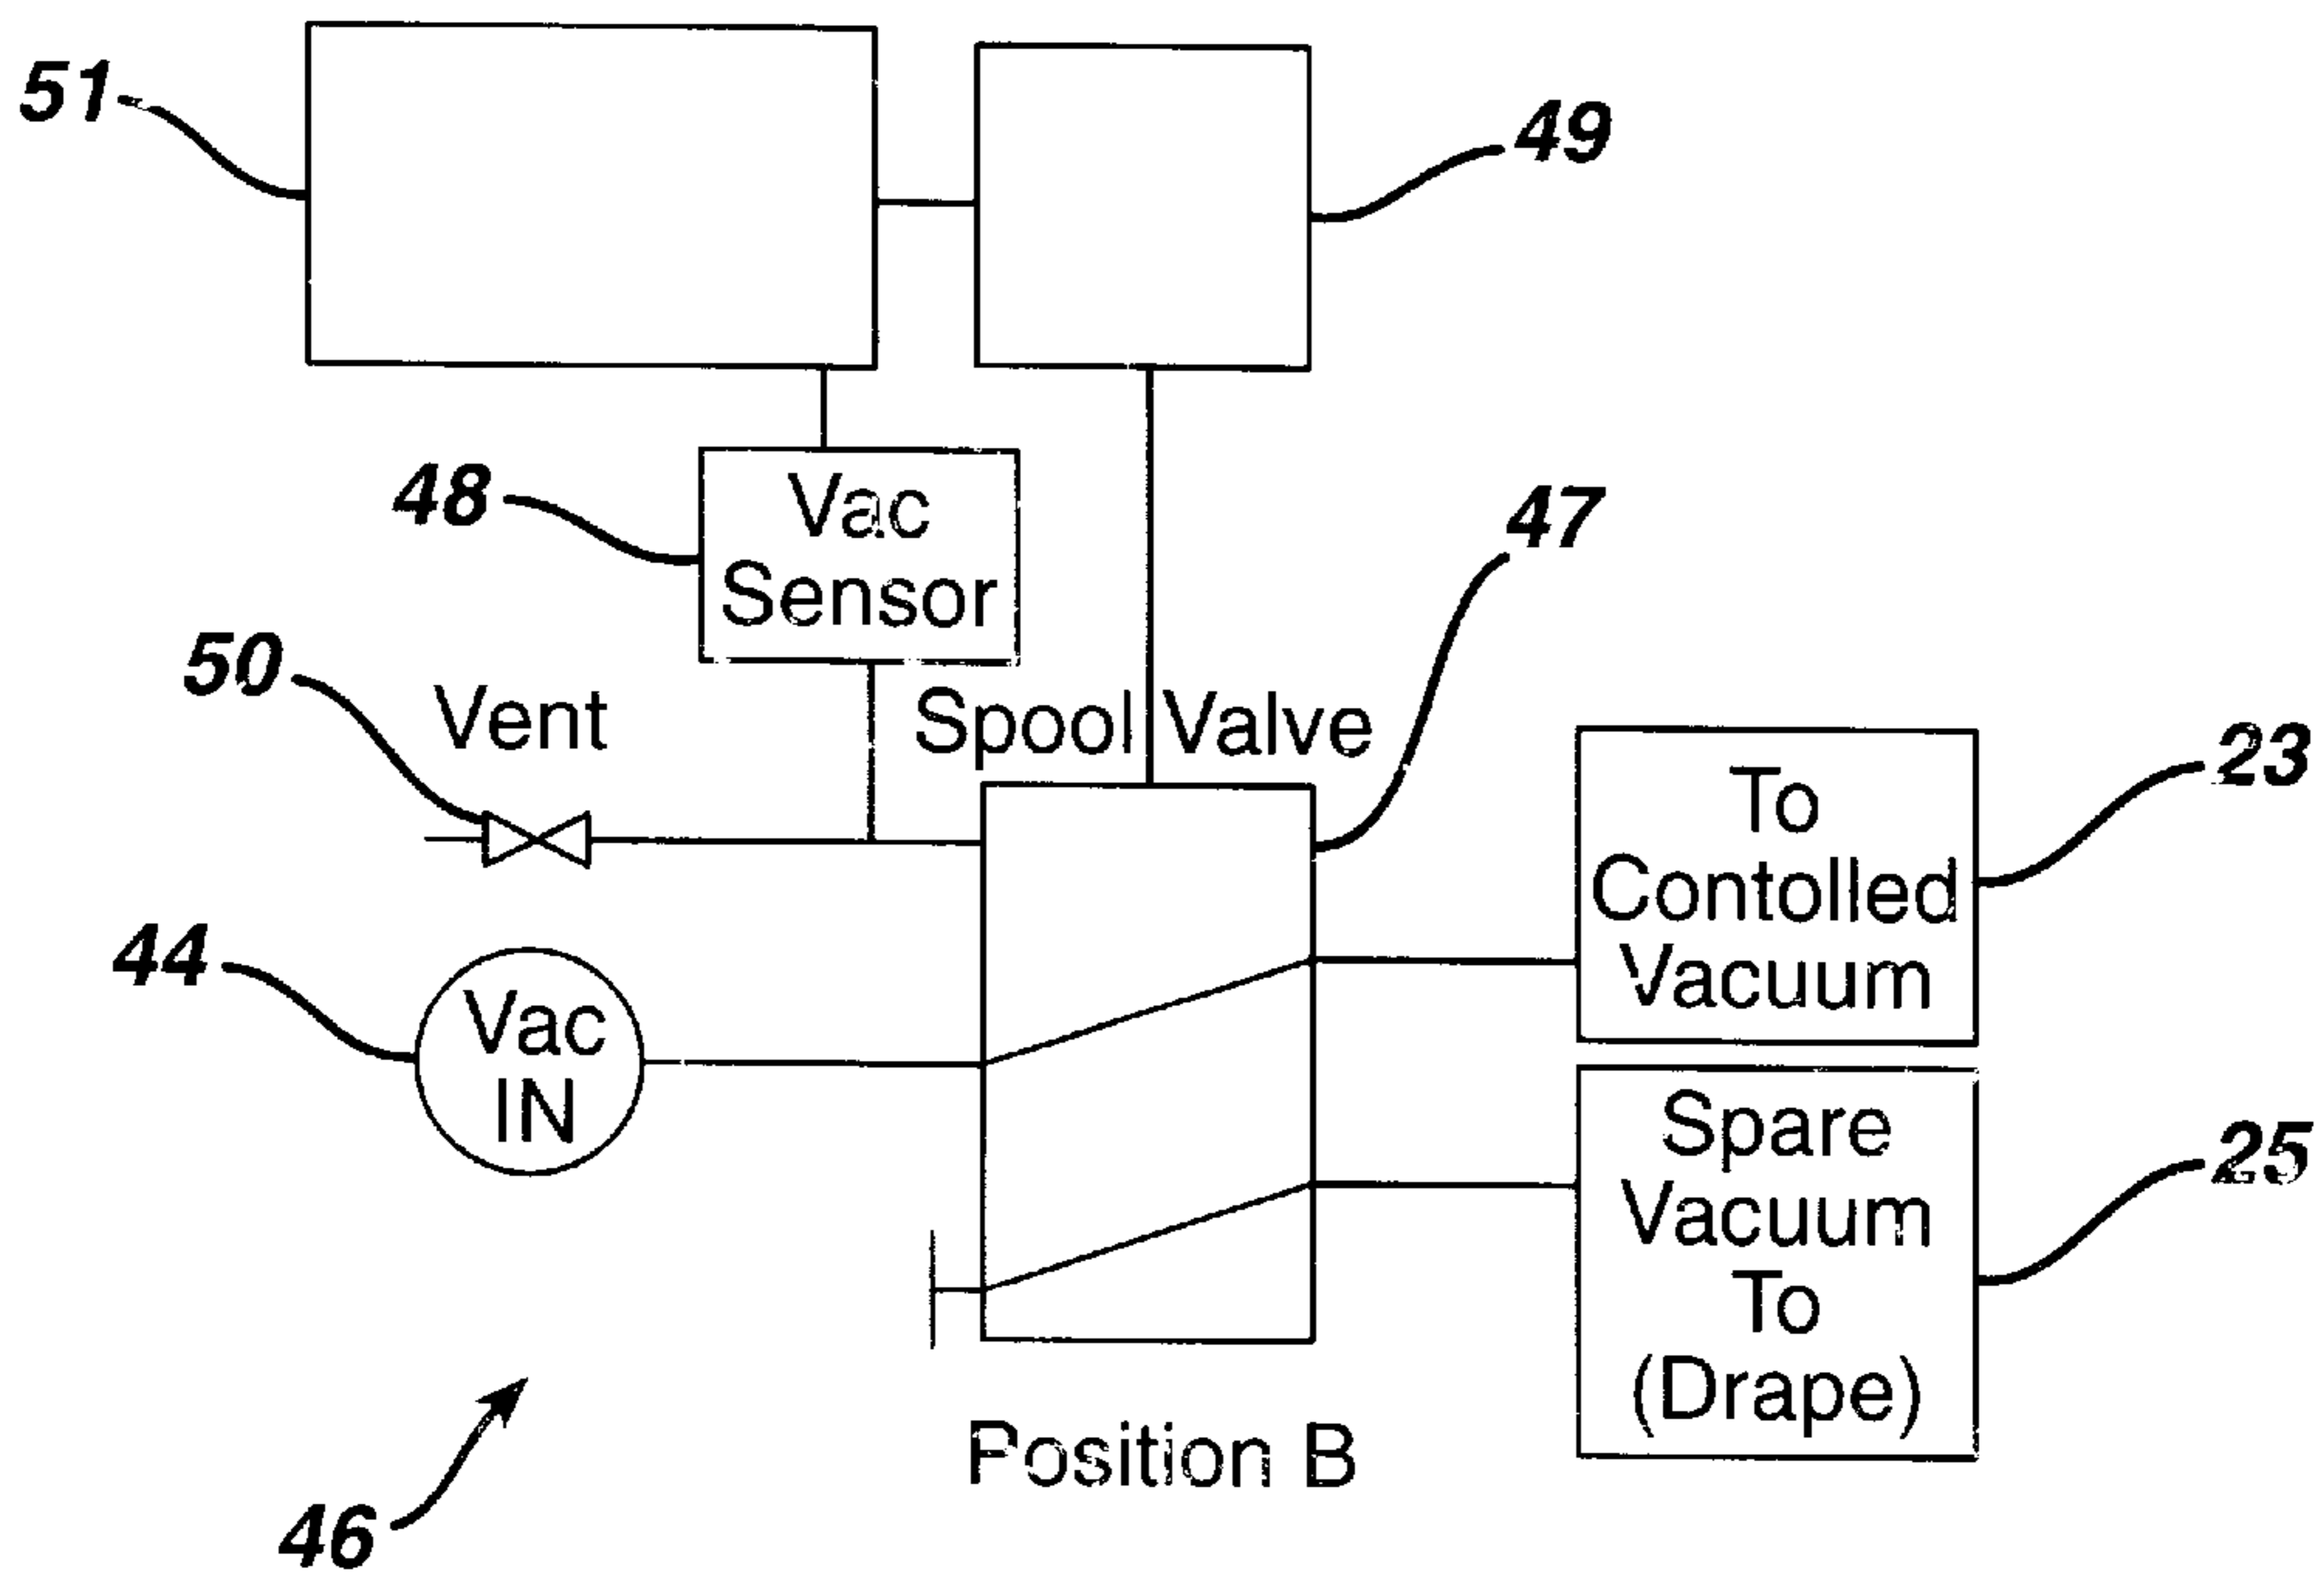 51
49
48
Vac
Sensor
47
50
Vent
Spool Valve
23
To
Contolled
Vacuum
44
Vac
IN
25
Spare
Vacuum
To
(Drape)
Position B
46